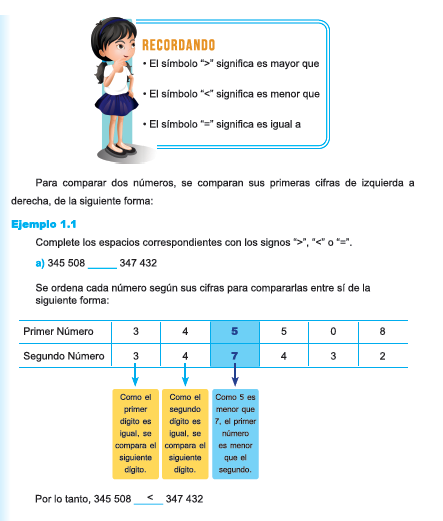 RECORDANDO
• El símbolo “>” significa es mayor que
• El símbolo “<” significa es menor que
• El símbolo “=” significa es igual a
Para comparar dos números, se comparan sus primeras cifras de izquierda a
derecha, de la siguiente forma:
Ejemplo 1.1
Complete los espacios correspondientes con los signos “>”, “<” o “=”.
a) 345 508 ______ 347 432
Se ordena cada número según sus cifras para compararlas entre sí de la
siguiente forma:
Primer Número 3 4 5 5 0 8
Segundo Número 3 4 7 4 3 2
Como el
primer
dígito es
igual, se
compara el
siguiente
dígito.
Como el
segundo
dígito es
igual, se
compara el
siguiente
dígito.
Como 5 es
menor que
7, el primer
número
es menor
que el
segundo.
Por lo tanto, 345 508 __<__ 347 432